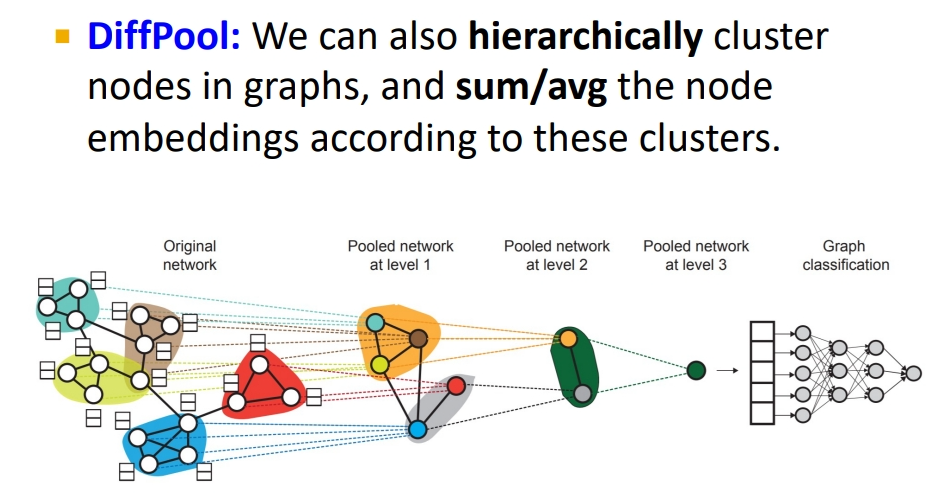 DiffPool: We can also hierarchically cluster
nodes in graphs, and sum/avg the node
embeddings according to these clusters.
Original
network
Pooled network
at level 1
Pooled network
at level 2
Pooled network
at level 3
Graph
classification